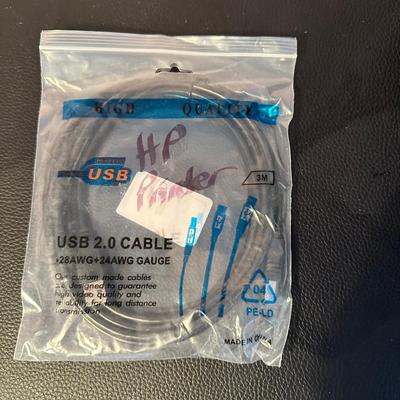 HIGH QUALITY
USB
HP
Printer
3M
USB 2.0 CABLE
•28AWG+24AWG GAUGE
Our custom made cables
are designed to guarantee
high video quality and
reliability for long distance
transmission
04
PE-LD
MADE IN CHINA